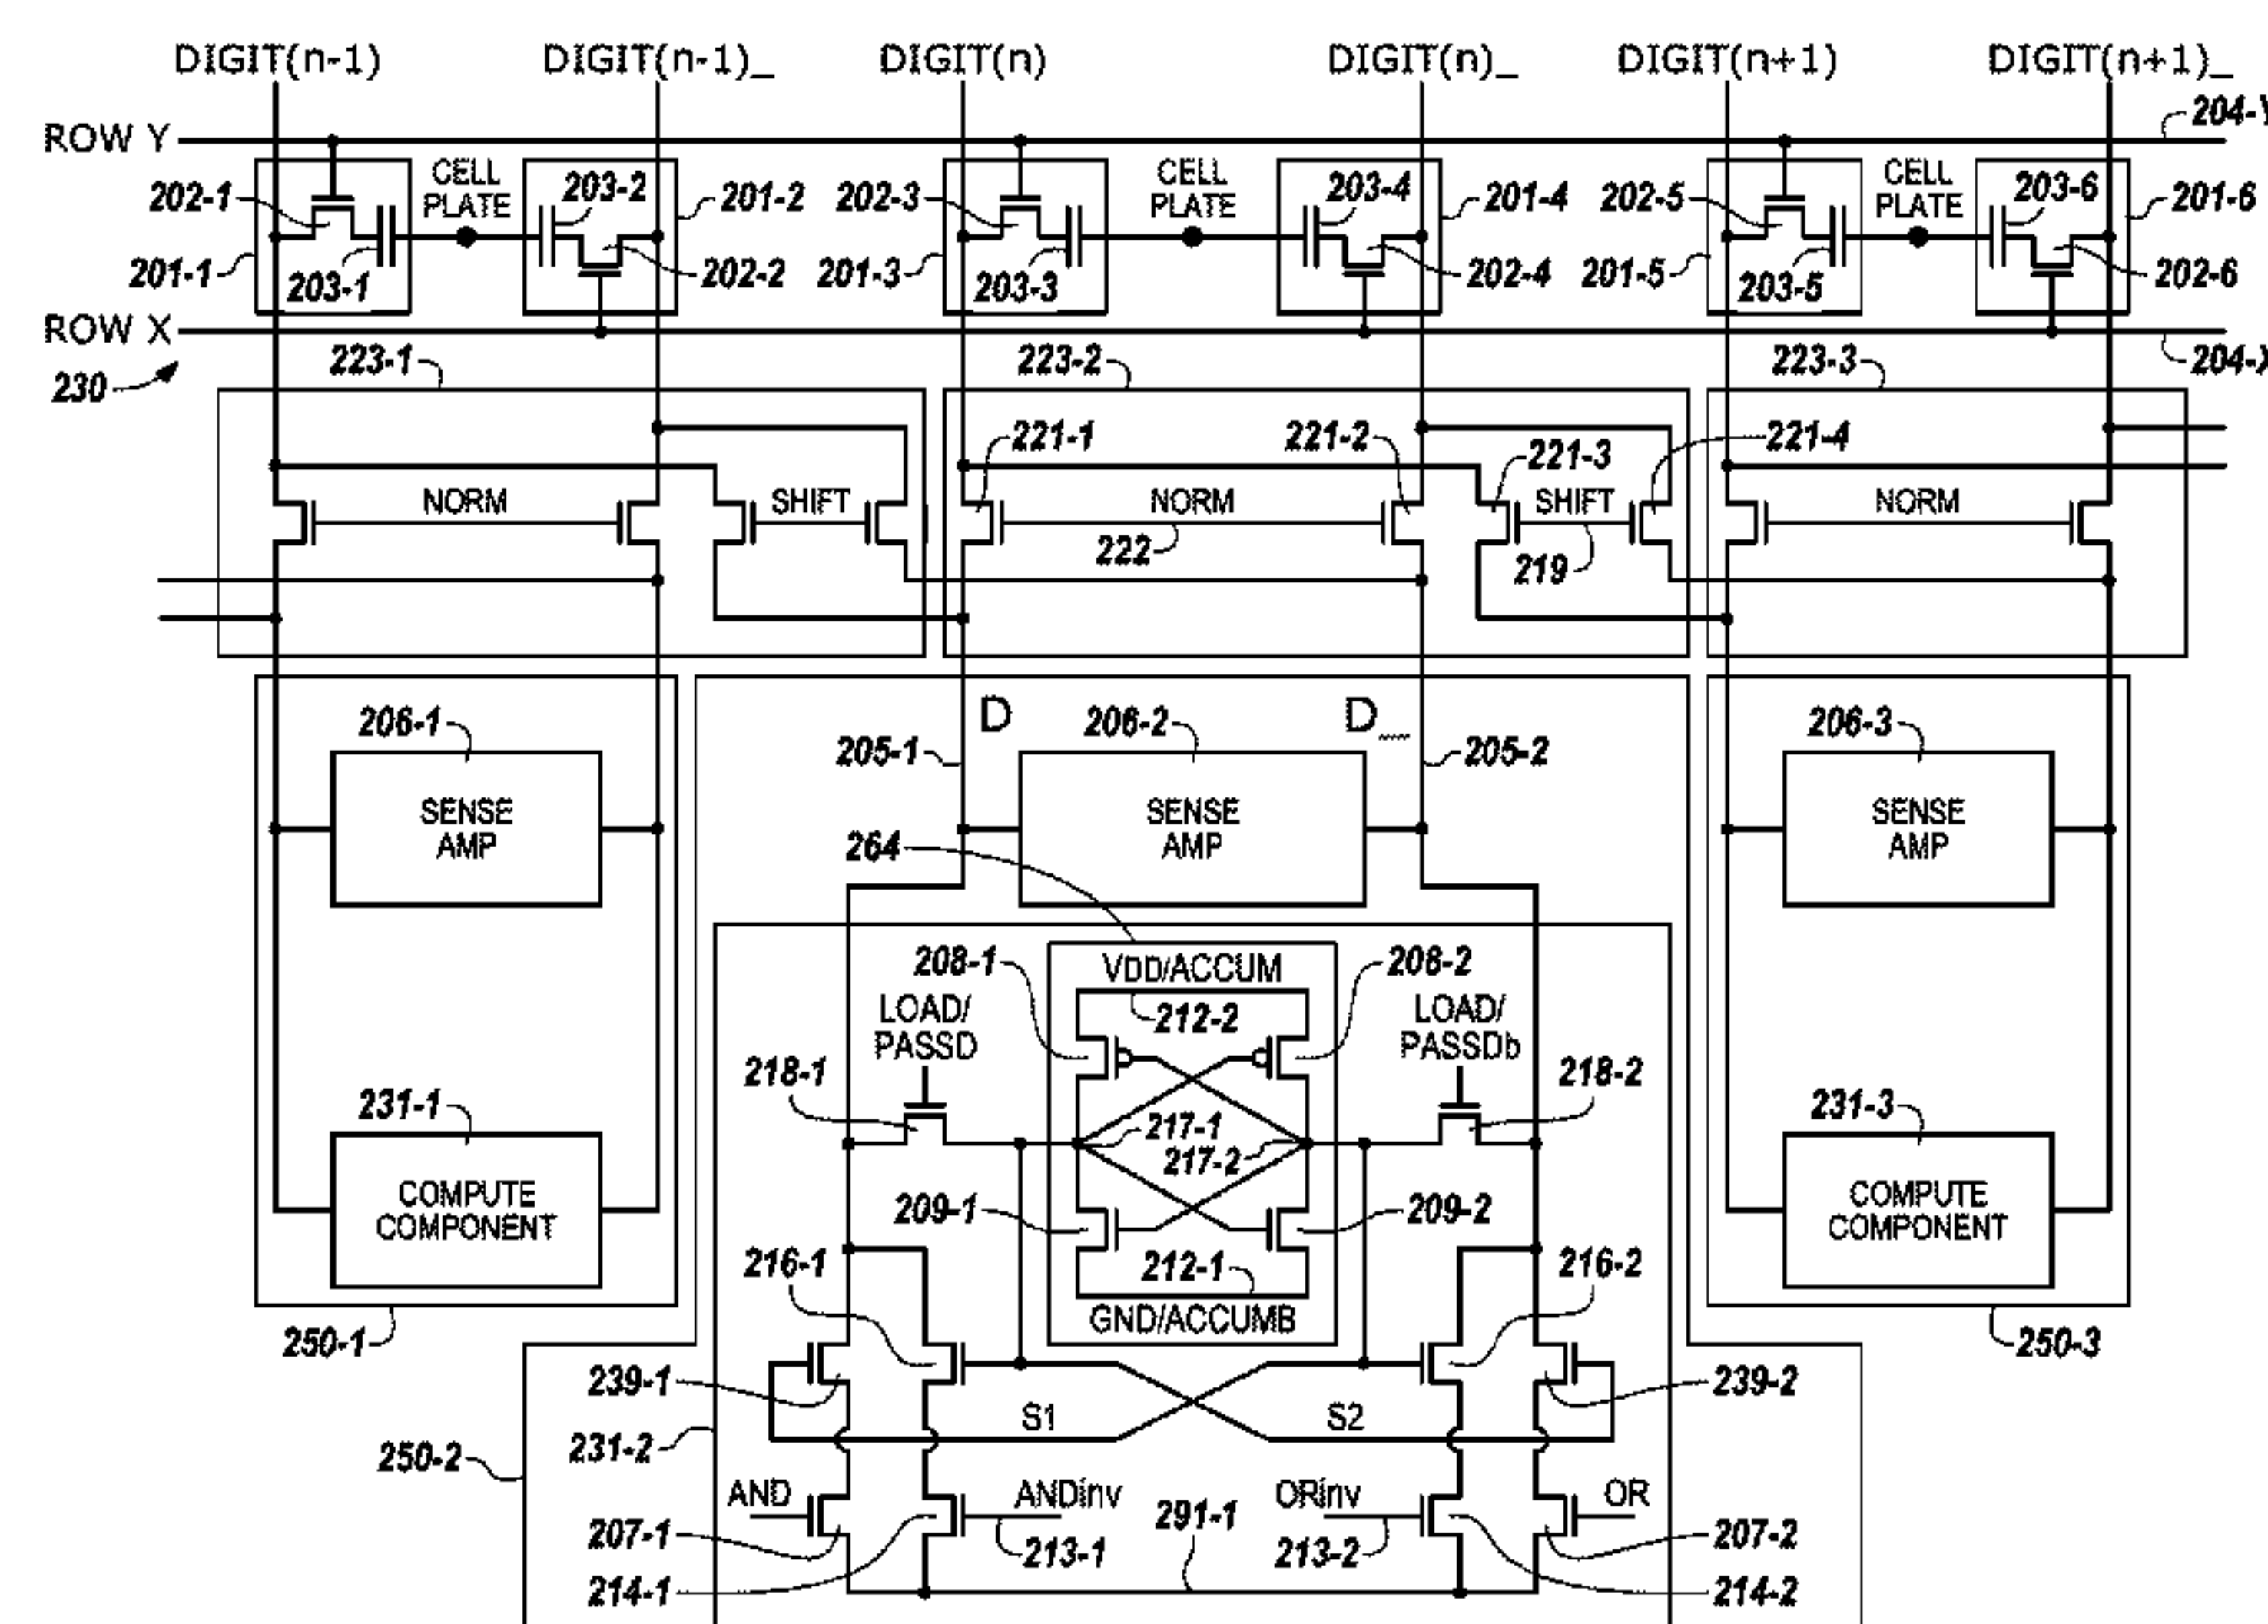 DIGIT(n-1) DIGIT(n-1)_ DIGIT(n) DIGIT(n)_ DIGIT(n+1) DIGIT(n+1)_
204-Y
ROW Y
202-1 CELL PLATE 203-2 201-2 202-3 CELL PLATE 203-4 201-4 202-5 CELL PLATE 203-6 201-6
201-1 203-1 202-2 201-3 203-3 202-4 201-5 203-5 202-6
ROW X
230 223-1 223-2 223-3 204-X
221-1 221-2 221-3 221-4
NORM SHIFT NORM SHIFT NORM
222 219
D D_
206-1 206-2 206-3
205-1 205-2
SENSE AMP SENSE AMP SENSE AMP
264
208-1 VDD/ACCUM 208-2
LOAD/ PASSD 212-2 LOAD/ PASSDb
218-1 218-2
231-1 217-1 231-3
217-2
COMPUTE COMPONENT 209-1 209-2 COMPUTE COMPONENT
216-1 212-1 216-2
GND/ACCUMB
250-1 250-3
239-1 239-2
S1 S2
250-2 231-2
AND ANDinv 291-1 ORinv OR
207-1 213-1 213-2 207-2
214-1 214-2